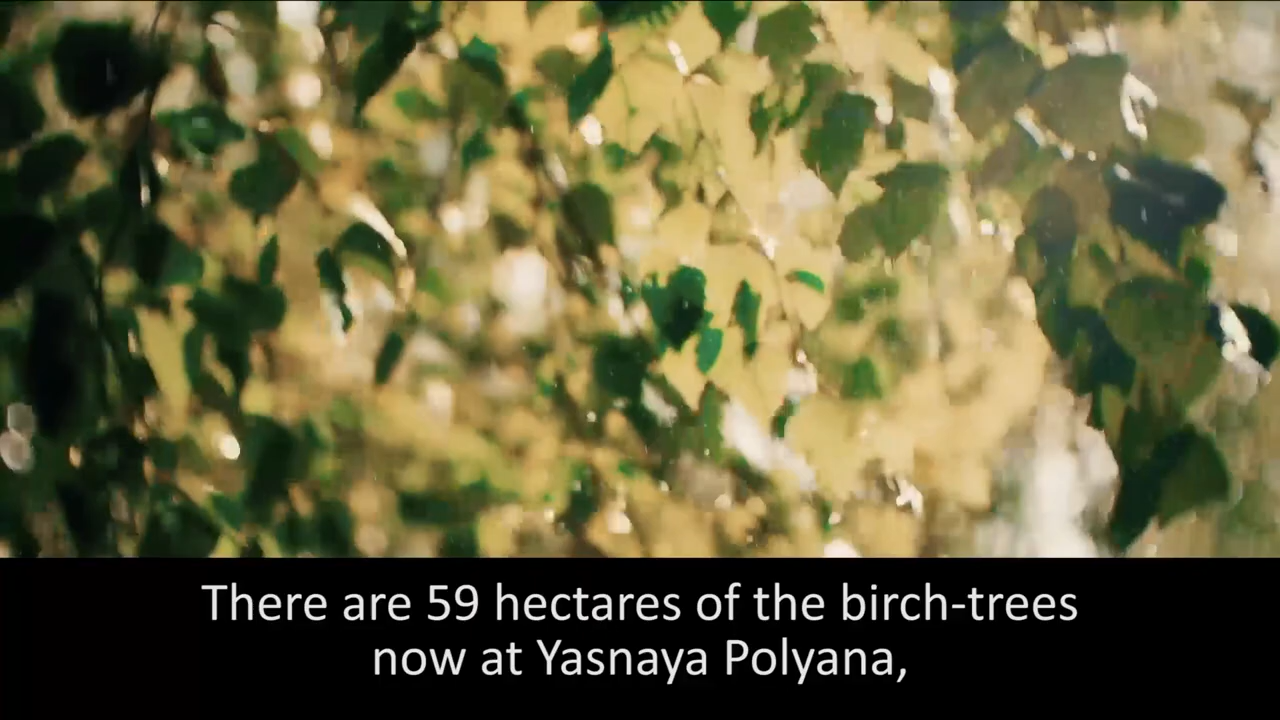 There are 59 hectares of the birch-trees
now at Yasnaya Polyana,